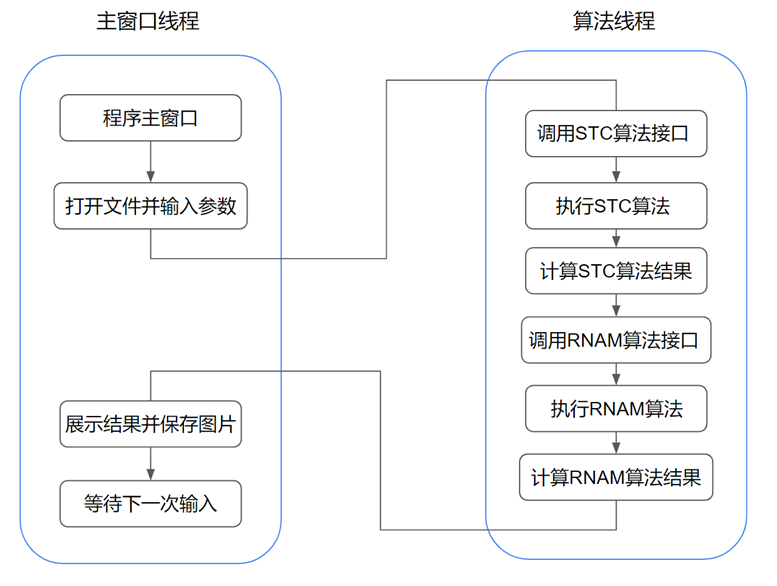 主窗口线程
程序主窗口
打开文件并输入参数
展示结果并保存图片
等待下一次输入
算法线程
调用STC算法接口
执行STC算法
计算STC算法结果
调用RNAM算法接口
执行RNAM算法
计算RNAM算法结果